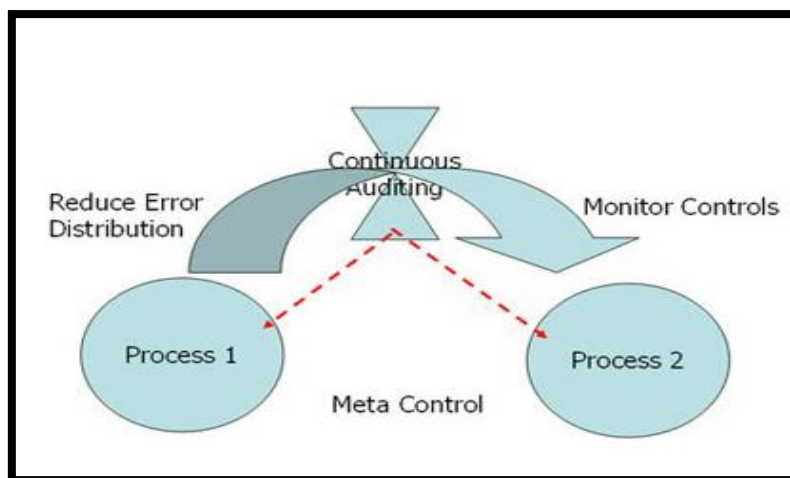 Continuous
Auditing
Reduce Error
Distribution
Monitor Controls
Process 1
Process 2
Meta Control